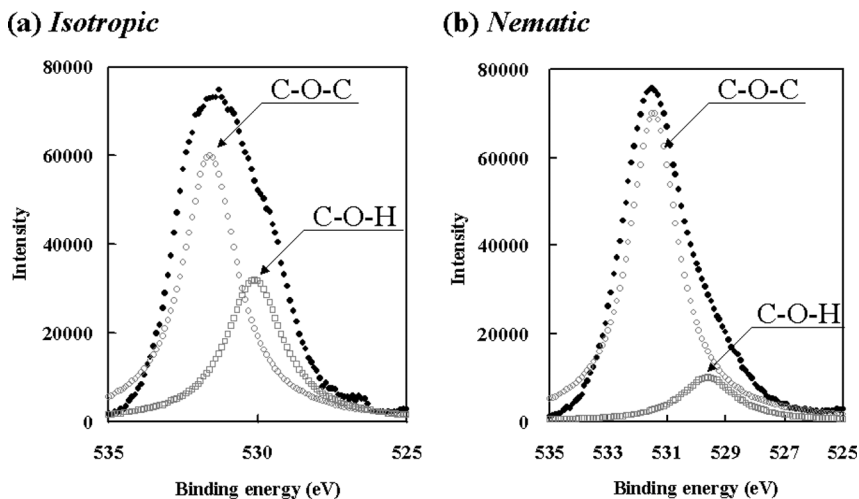 (a) Isotropic
80000
60000
40000
20000
0
Intensity
C-O-C
C-O-H
535
530
525
Binding energy (eV)
(b) Nematic
80000
60000
40000
20000
0
Intensity
C-O-C
C-O-H
535
533
531
529
527
525
Binding energy (eV)